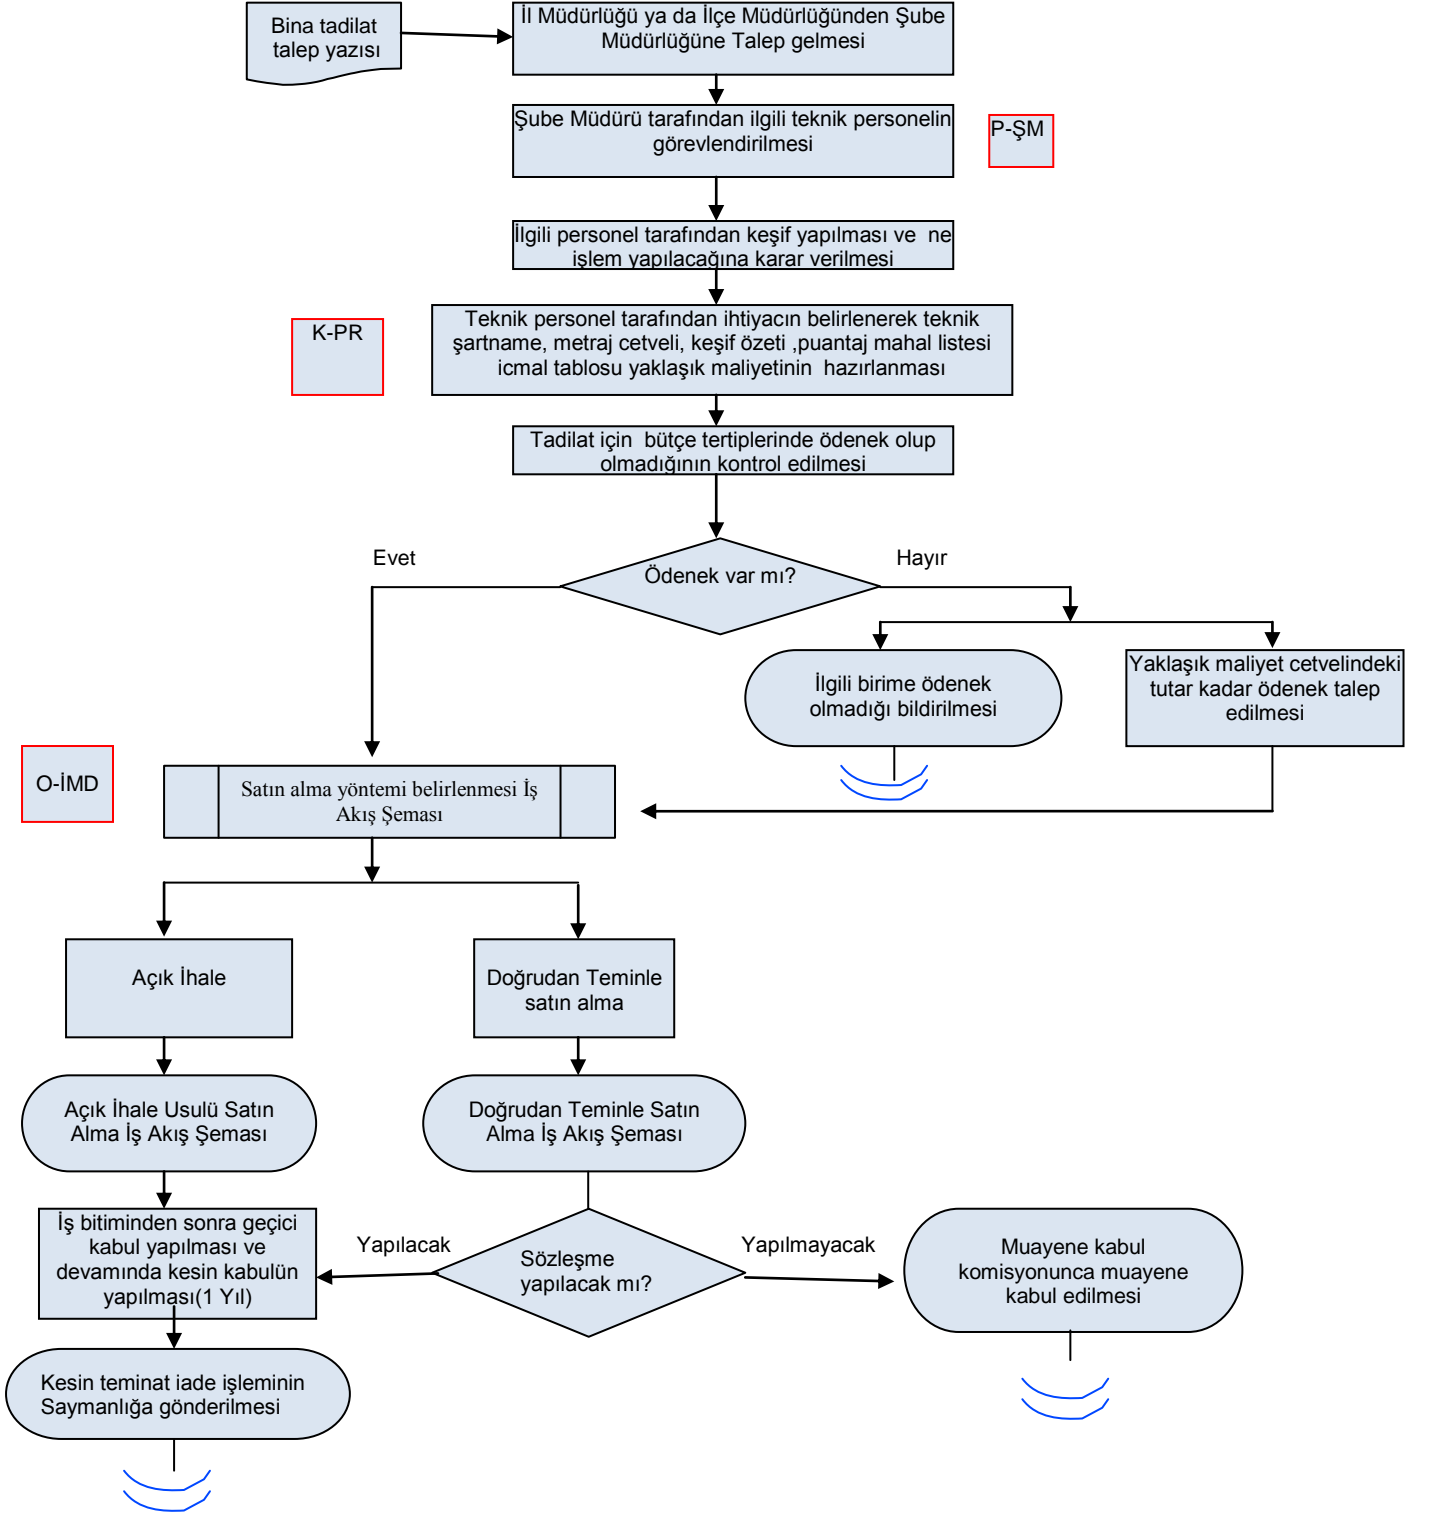 Bina tadilat
talep yazısı
İl Müdürlüğü ya da İlçe Müdürlüğünden Şube
Müdürlüğüne Talep gelmesi
Şube Müdürü tarafından ilgili teknik personelin
görevlendirilmesi
P-ŞM
İlgili personel tarafından keşif yapılması ve  ne
işlem yapılacağına karar verilmesi
K-PR
Teknik personel tarafından ihtiyacın belirlenerek teknik
şartname, metraj cetveli, keşif özeti ,puantaj mahal listesi
icmal tablosu yaklaşık maliyetinin  hazırlanması
Tadilat için  bütçe tertiplerinde ödenek olup
olmadığının kontrol edilmesi
Evet
Ödenek var mı?
Hayır
İlgili birime ödenek
olmadığı bildirilmesi
Yaklaşık maliyet cetvelindeki
tutar kadar ödenek talep
edilmesi
O-İMD
Satın alma yöntemi belirlenmesi İş
Akış Şeması
Açık İhale
Doğrudan Teminle
satın alma
Açık İhale Usulü Satın
Alma İş Akış Şeması
Doğrudan Teminle Satın
Alma İş Akış Şeması
İş bitiminden sonra geçici
kabul yapılması ve
devamında kesin kabulün
yapılması(1 Yıl)
Yapılacak
Sözleşme
yapılacak mı?
Yapılmayacak
Muayene kabul
komisyonunca muayene
kabul edilmesi
Kesin teminat iade işleminin
Saymanlığa gönderilmesi